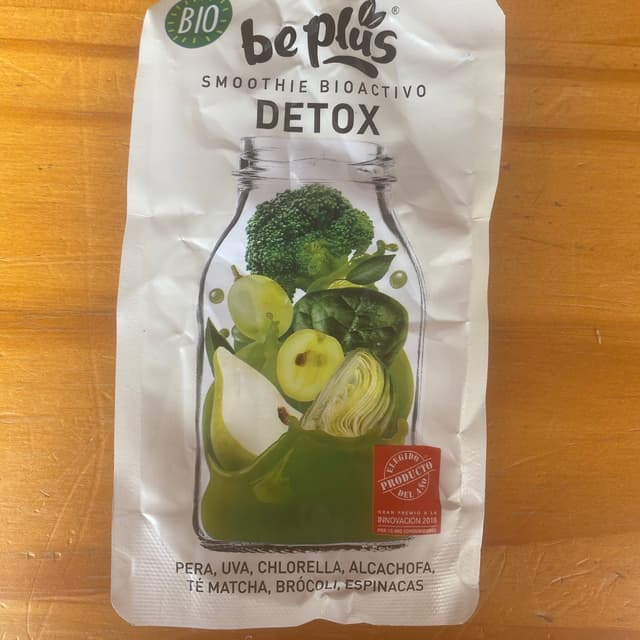 BIO
be plus®
SMOOTHIE BIOACTIVO
DETOX
ELEGIDO
PRODUCTO
DEL AÑO
GRAN PREMIO A LA
INNOVACIÓN 2018
PERA, UVA, CHLORELLA, ALCACHOFA,
TÉ MATCHA, BRÓCOLI, ESPINACAS